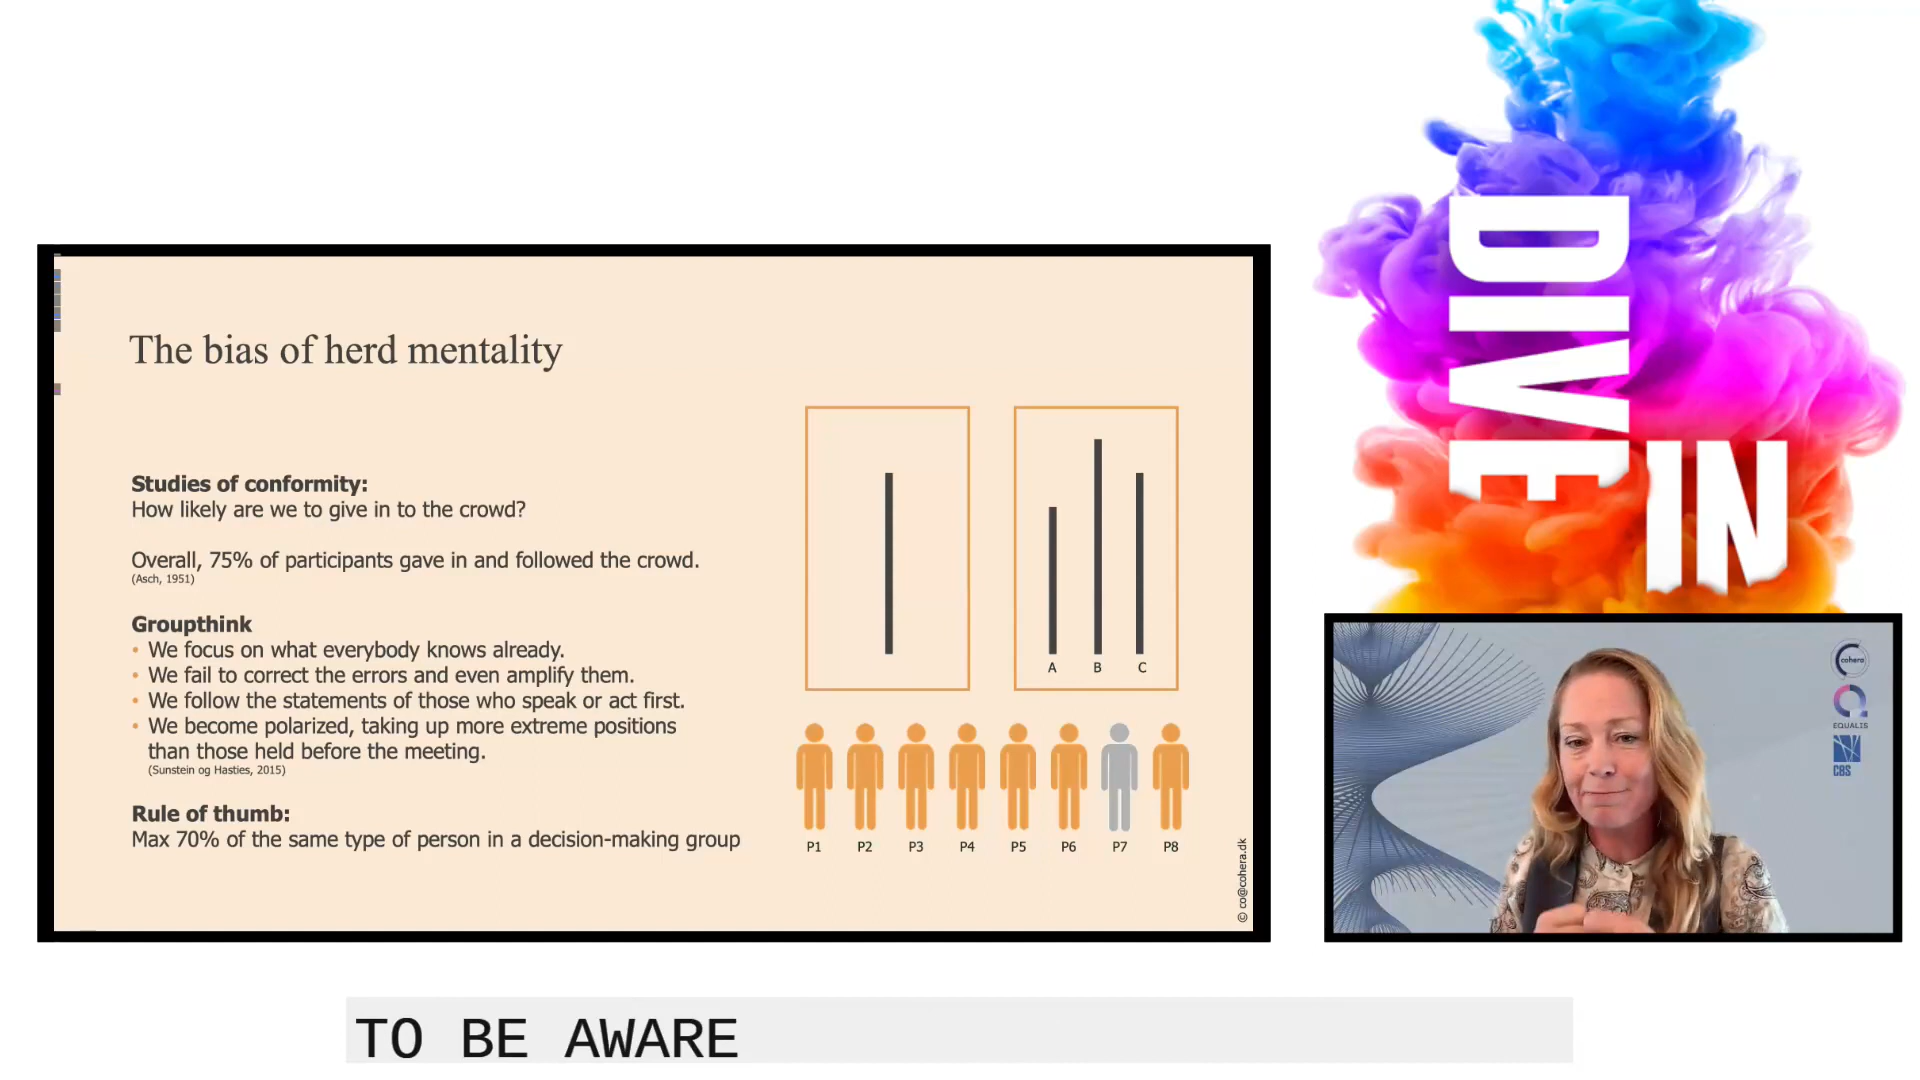 The bias of herd mentality
Studies of conformity:
How likely are we to give in to the crowd?
Overall, 75% of participants gave in and followed the crowd.
(Asch, 1951)
Groupthink
• We focus on what everybody knows already.
• We fail to correct the errors and even amplify them.
• We follow the statements of those who speak or act first.
• We become polarized, taking up more extreme positions
than those held before the meeting.
(Sunstein og Hasties, 2015)
Rule of thumb:
Max 70% of the same type of person in a decision-making group
A B C
P1 P2 P3 P4 P5 P6 P7 P8
© co@cohera.dk
DIVE
IN
cohera
EQUALIS
CBS
TO BE AWARE